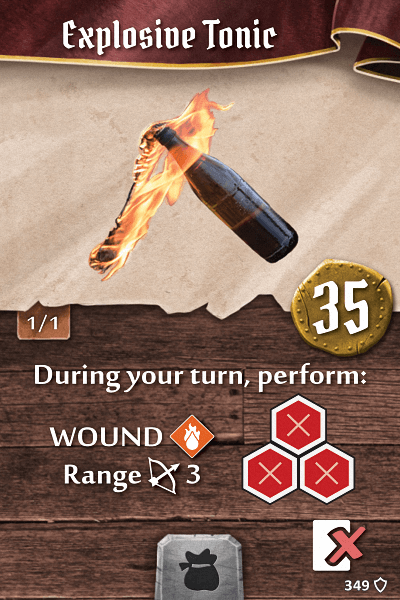 Explosive Tonic
35
1/1
During your turn, perform:
WOUND
Range 3
349